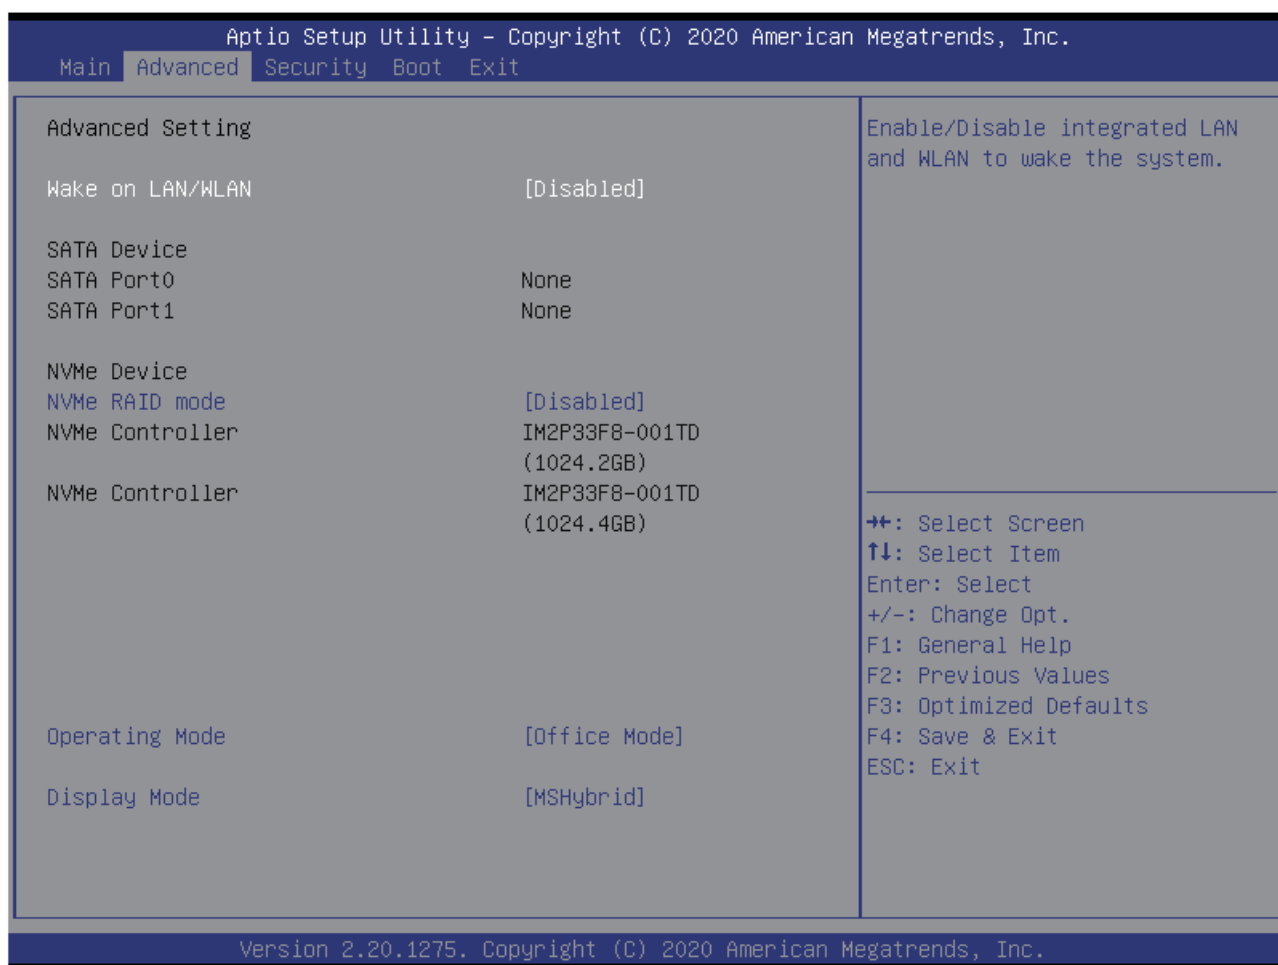 Aptio Setup Utility – Copyright (C) 2020 American Megatrends, Inc.
Main Advanced Security Boot Exit
Advanced Setting
Wake on LAN/WLAN [Disabled]
SATA Device
SATA Port0 None
SATA Port1 None
NVMe Device
NVMe RAID mode [Disabled]
NVMe Controller IM2P33F8-001TD
(1024.2GB)
NVMe Controller IM2P33F8-001TD
(1024.4GB)
Operating Mode [Office Mode]
Display Mode [MSHybrid]
Enable/Disable integrated LAN
and WLAN to wake the system.
→←: Select Screen
↑↓: Select Item
Enter: Select
+/-: Change Opt.
F1: General Help
F2: Previous Values
F3: Optimized Defaults
F4: Save & Exit
ESC: Exit
Version 2.20.1275. Copyright (C) 2020 American Megatrends, Inc.